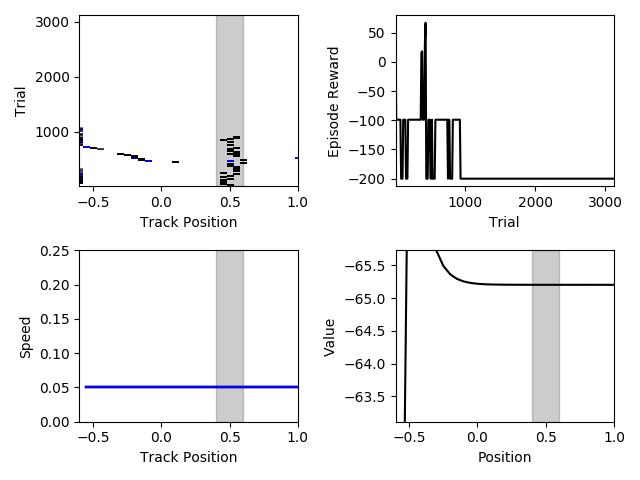 3000
2000
1000
Trial
−0.5 0.0 0.5 1.0
Track Position
50
0
−50
−100
−150
−200
Episode Reward
1000 2000 3000
Trial
0.25
0.20
0.15
0.10
0.05
0.00
Speed
−0.5 0.0 0.5 1.0
Track Position
−65.5
−65.0
−64.5
−64.0
−63.5
Value
−0.5 0.0 0.5 1.0
Position